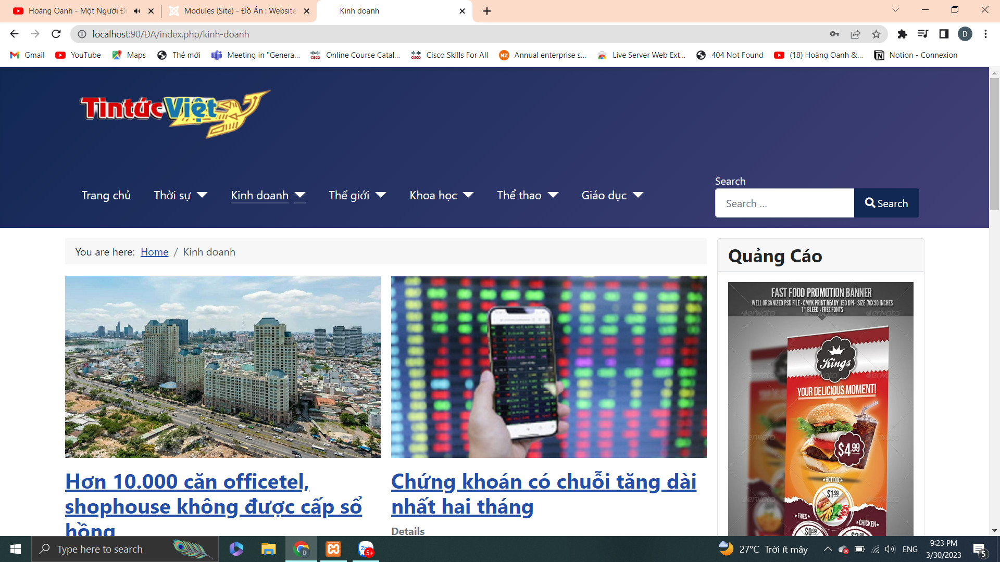 Hoàng Oanh - Một Người Đi
Modules (Site) - Đồ Án : Website
Kinh doanh
localhost:90/ĐA/index.php/kinh-doanh
D
Gmail
YouTube
Maps
Thẻ mới
Meeting in "Genera...
Online Course Catal...
Cisco Skills For All
Annual enterprise s...
Live Server Web Ext...
404 Not Found
(18) Hoàng Oanh &...
Notion - Connexion
TintứcViệt
Search
Trang chủ
Thời sự
Kinh doanh
Thế giới
Khoa học
Thể thao
Giáo dục
Search ...
Search
You are here: Home / Kinh doanh
Quảng Cáo
FAST FOOD PROMOTION BANNER
WELL ORGANIZED PSD FILE - CMYK PRINT READY 150 DPI- SIZE 70X30 INCHES
1" BLEED - FREE FONTS
envato
Kings
YOUR DELICIOUS MOMENT!
$4.99
•HOT DOG•
$1.99
•FRIES•
•CHICKEN•
$0.99
Hơn 10.000 căn officetel,
shophouse không được cấp sổ
hồng
Chứng khoán có chuỗi tăng dài
nhất hai tháng
Details
Type here to search
D
5+
27°C Trời ít mây
ENG
9:23 PM
3/30/2023
5